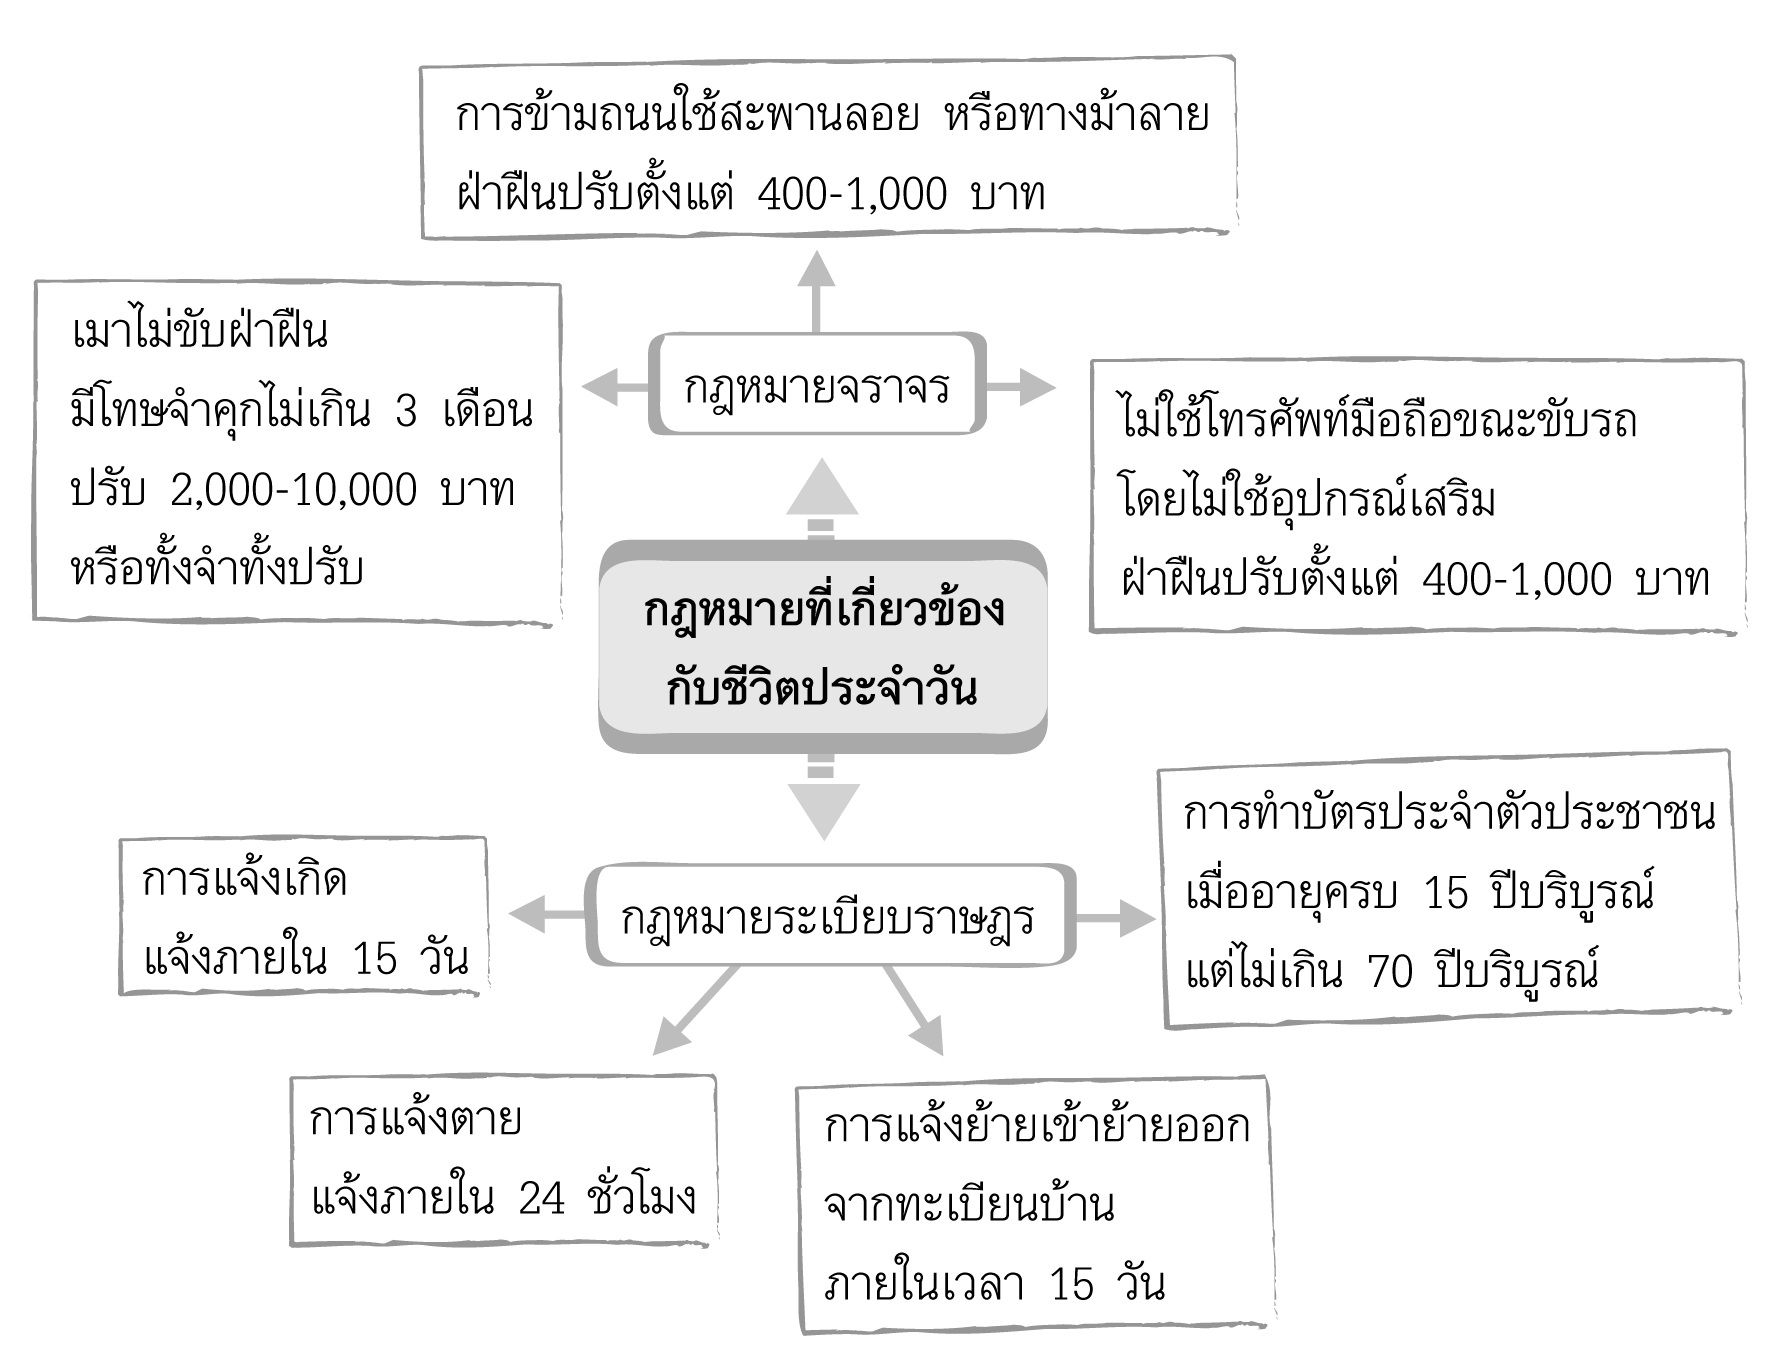 การข้ามถนนใช้สะพานลอย หรือทางม้าลาย
ฝ่าฝืนปรับตั้งแต่ 400-1,000 บาท
เมาไม่ขับฝ่าฝืน
มีโทษจำคุกไม่เกิน 3 เดือน
ปรับ 2,000-10,000 บาท
หรือทั้งจำทั้งปรับ
กฎหมายจราจร
ไม่ใช้โทรศัพท์มือถือขณะขับรถ
โดยไม่ใช้อุปกรณ์เสริม
ฝ่าฝืนปรับตั้งแต่ 400-1,000 บาท
กฎหมายที่เกี่ยวข้อง
กับชีวิตประจำวัน
การแจ้งเกิด
แจ้งภายใน 15 วัน
กฎหมายระเบียบราษฎร
การทำบัตรประจำตัวประชาชน
เมื่ออายุครบ 15 ปีบริบูรณ์
แต่ไม่เกิน 70 ปีบริบูรณ์
การแจ้งตาย
แจ้งภายใน 24 ชั่วโมง
การแจ้งย้ายเข้าย้ายออก
จากทะเบียนบ้าน
ภายในเวลา 15 วัน